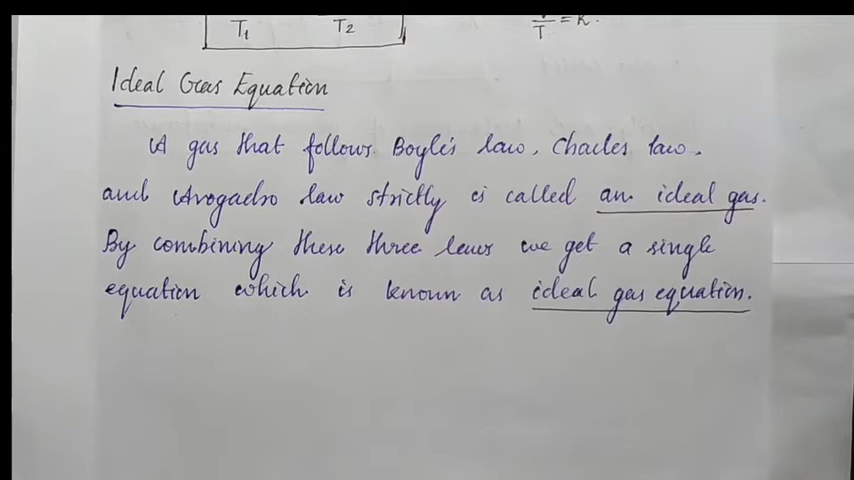 T₁ T₂
V/T = K.
Ideal Gas Equation
A gas that follows Boyle's law, Charles law,
and Avogadro law strictly is called an ideal gas.
By combining these three laws we get a single
equation which is known as ideal gas equation.